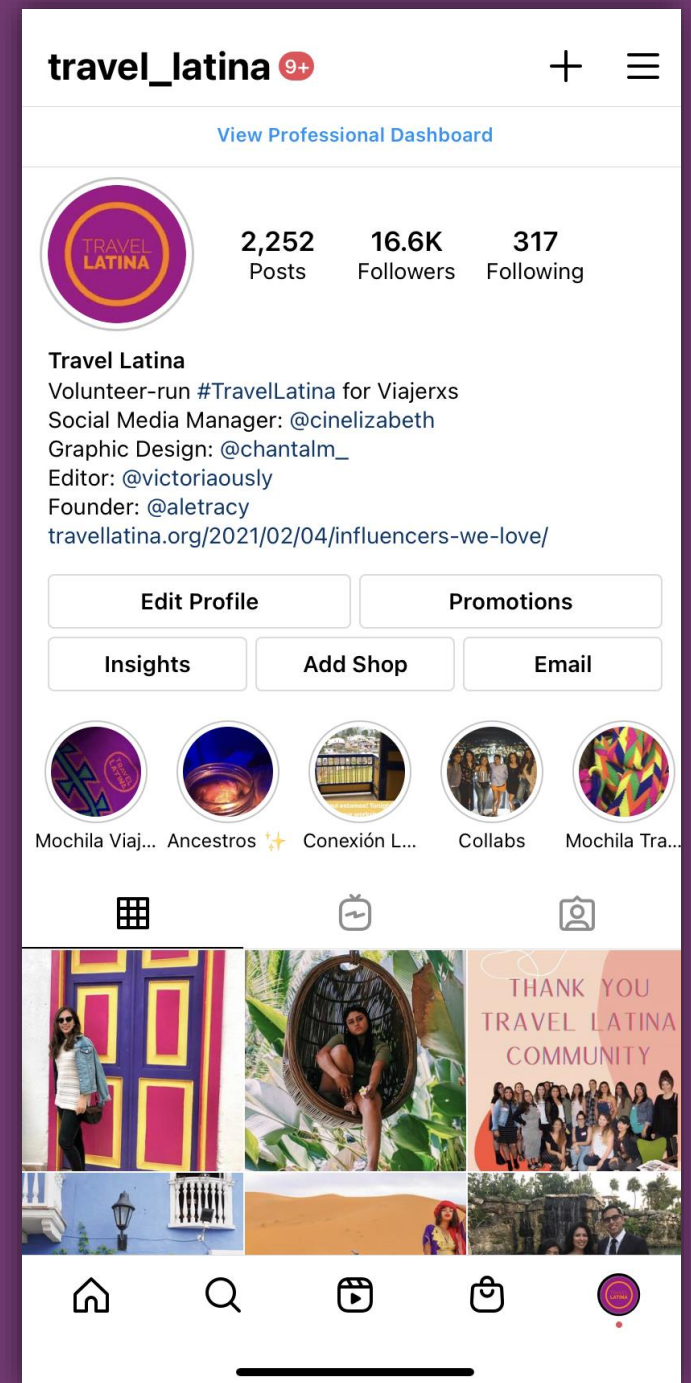 travel_latina 9+
View Professional Dashboard
TRAVEL
LATINA
2,252 16.6K 317
Posts Followers Following
Travel Latina
Volunteer-run #TravelLatina for Viajerxs
Social Media Manager: @cinelizabeth
Graphic Design: @chantalm_
Editor: @victoriaously
Founder: @aletracy
travellatina.org/2021/02/04/influencers-we-love/
Edit Profile Promotions
Insights Add Shop Email
TRAVEL
LATINA
Mochila Viaj... Ancestros ✨ Conexión L... Collabs Mochila Tra...
THANK YOU
TRAVEL LATINA
COMMUNITY
LATINA